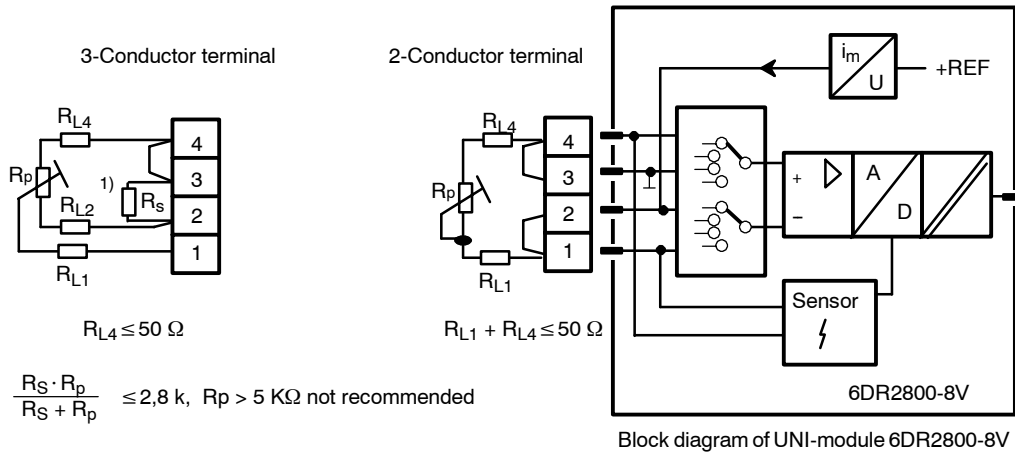 3-Conductor terminal
R_L4
4
3
R_p
1)
R_s
2
R_L2
1
R_L1
R_L4 ≤ 50 Ω
2-Conductor terminal
R_L4
4
3
R_p
2
1
R_L1
R_L1 + R_L4 ≤ 50 Ω
R_S · R_p
R_S + R_p
≤ 2,8 k, Rp > 5 KΩ not recommended
i_m
U
+REF
+
−
A
D
Sensor
6DR2800-8V
Block diagram of UNI-module 6DR2800-8V